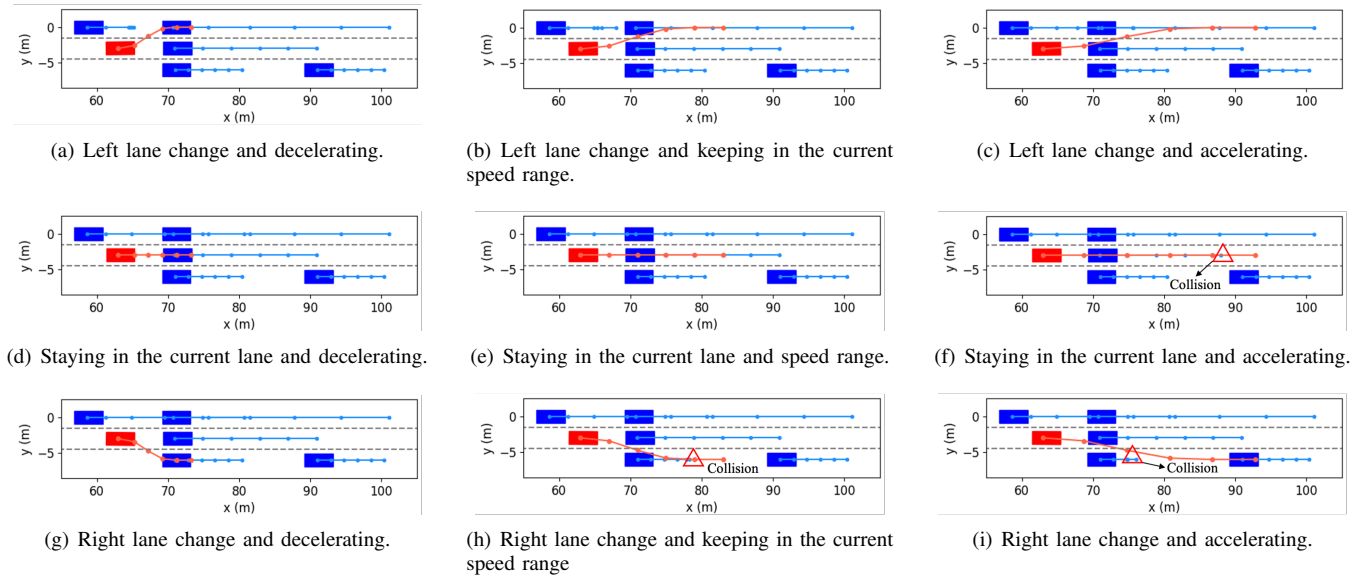 y (m)
0
−5
60 70 80 90 100
x (m)
(a) Left lane change and decelerating.
y (m)
0
−5
60 70 80 90 100
x (m)
(b) Left lane change and keeping in the current
speed range.
y (m)
0
−5
60 70 80 90 100
x (m)
(c) Left lane change and accelerating.
y (m)
0
−5
60 70 80 90 100
x (m)
(d) Staying in the current lane and decelerating.
y (m)
0
−5
60 70 80 90 100
x (m)
(e) Staying in the current lane and speed range.
y (m)
0
−5
Collision
60 70 80 90 100
x (m)
(f) Staying in the current lane and accelerating.
y (m)
0
−5
60 70 80 90 100
x (m)
(g) Right lane change and decelerating.
y (m)
0
−5
Collision
60 70 80 90 100
x (m)
(h) Right lane change and keeping in the current
speed range
y (m)
0
−5
Collision
60 70 80 90 100
x (m)
(i) Right lane change and accelerating.